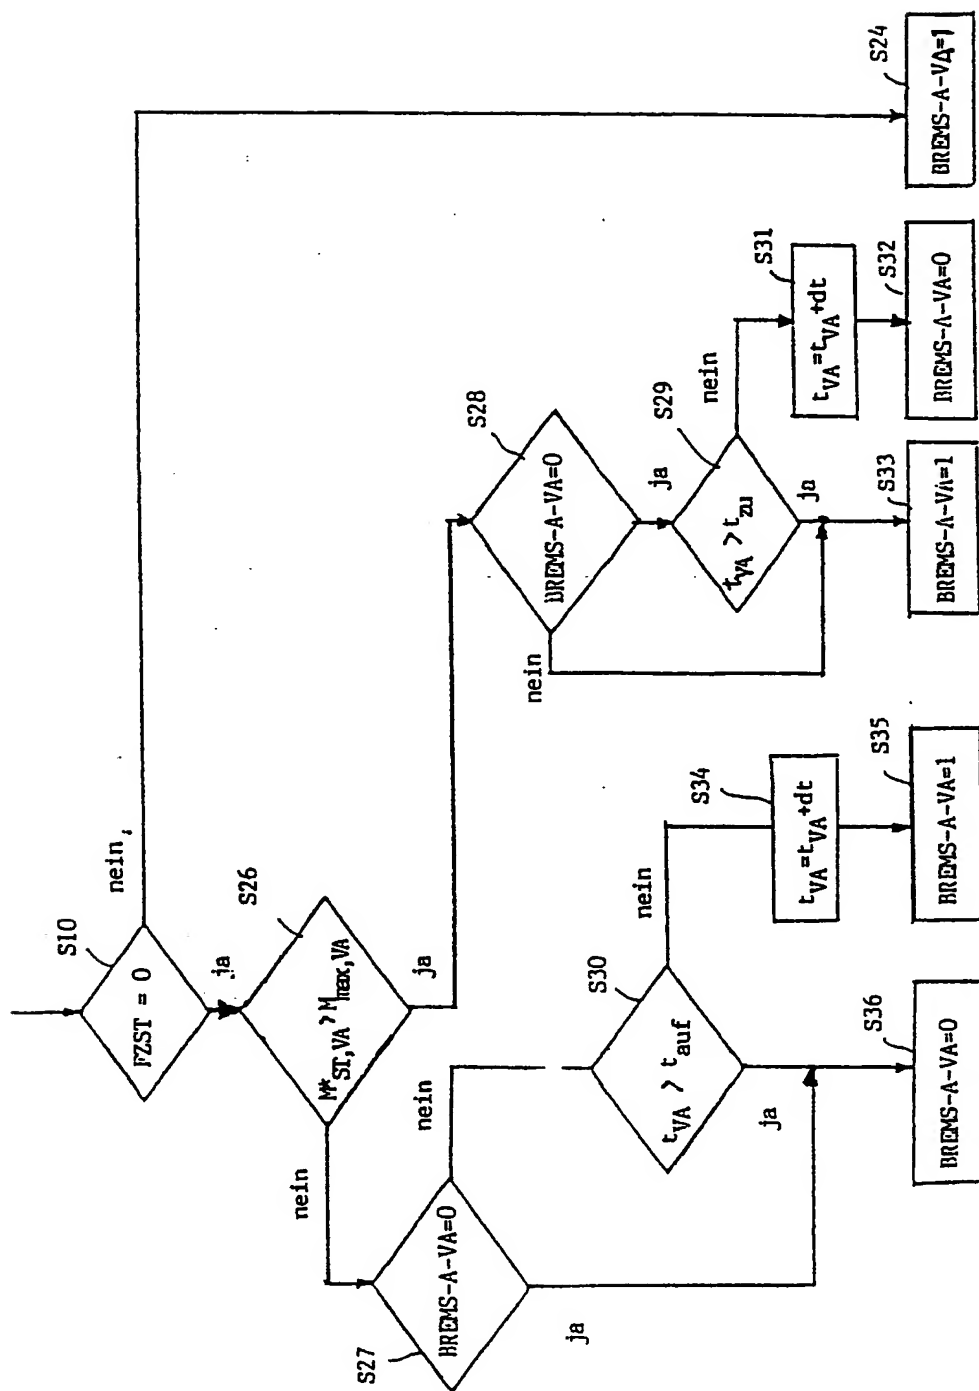 S10
FZST = 0
nein,
ja
S26
M*ST,VA > Mmax,VA
nein
ja
S27
BREMS-A-VA=0
nein
ja
S28
BREMS-A-VA=0
nein
ja
S30
tVA > tauf
nein
ja
S29
tVA > tzu
nein
ja
S34
tVA=tVA+dt
S31
tVA=tVA+dt
S36
BREMS-A-VA=0
S35
BREMS-A-VA=1
S33
BREMS-A-VA=1
S32
BREMS-A-VA=0
S24
BREMS-A-VA=1